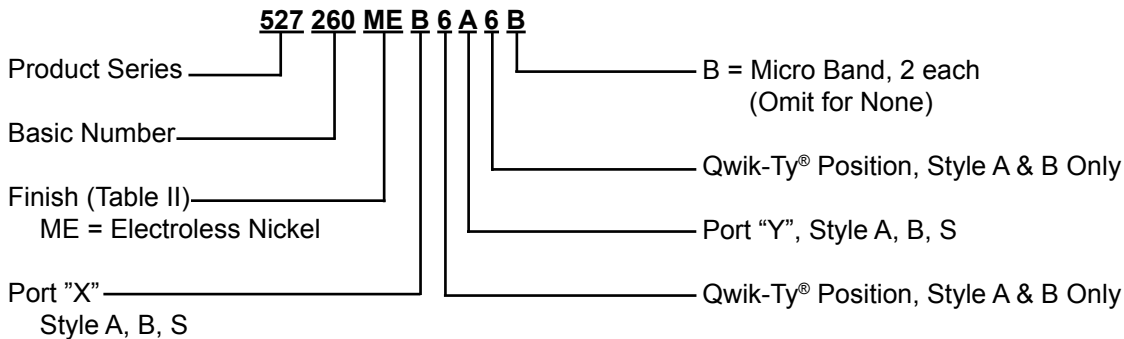 527 260 ME B 6 A 6 B
Product Series
Basic Number
Finish (Table II)
ME = Electroless Nickel
Port ”X”
Style A, B, S
B = Micro Band, 2 each
(Omit for None)
Qwik-Ty® Position, Style A & B Only
Port “Y”, Style A, B, S
Qwik-Ty® Position, Style A & B Only